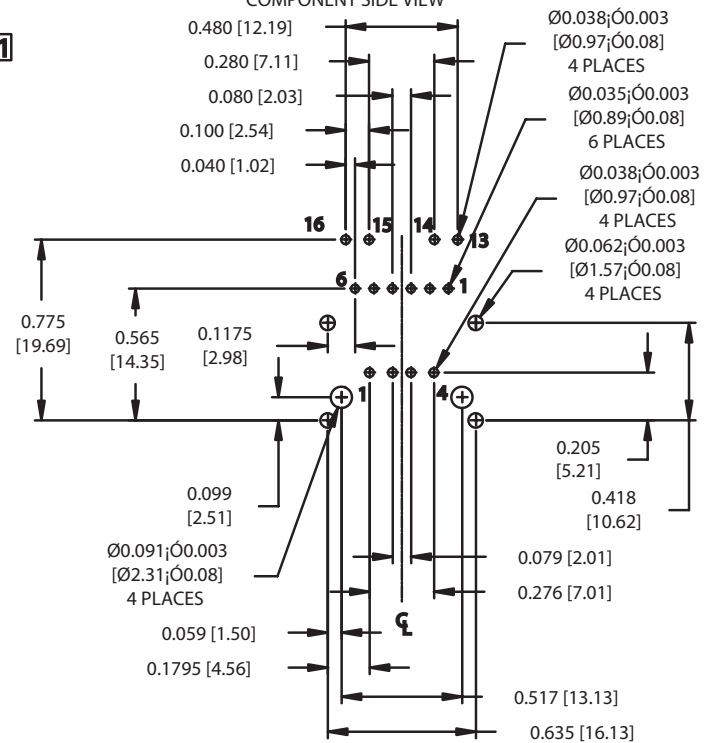 COMPONENT SIDE VIEW
1
0.480 [12.19]
0.280 [7.11]
0.080 [2.03]
0.100 [2.54]
0.040 [1.02]
Ø0.038¡Ó0.003
[Ø0.97¡Ó0.08]
4 PLACES
Ø0.035¡Ó0.003
[Ø0.89¡Ó0.08]
6 PLACES
Ø0.038¡Ó0.003
[Ø0.97¡Ó0.08]
4 PLACES
Ø0.062¡Ó0.003
[Ø1.57¡Ó0.08]
4 PLACES
16 15 14 13
6 1
0.775
[19.69]
0.565
[14.35]
0.1175
[2.98]
1 4
0.205
[5.21]
0.418
[10.62]
0.099
[2.51]
Ø0.091¡Ó0.003
[Ø2.31¡Ó0.08]
4 PLACES
0.079 [2.01]
0.276 [7.01]
CL
0.059 [1.50]
0.1795 [4.56]
0.517 [13.13]
0.635 [16.13]